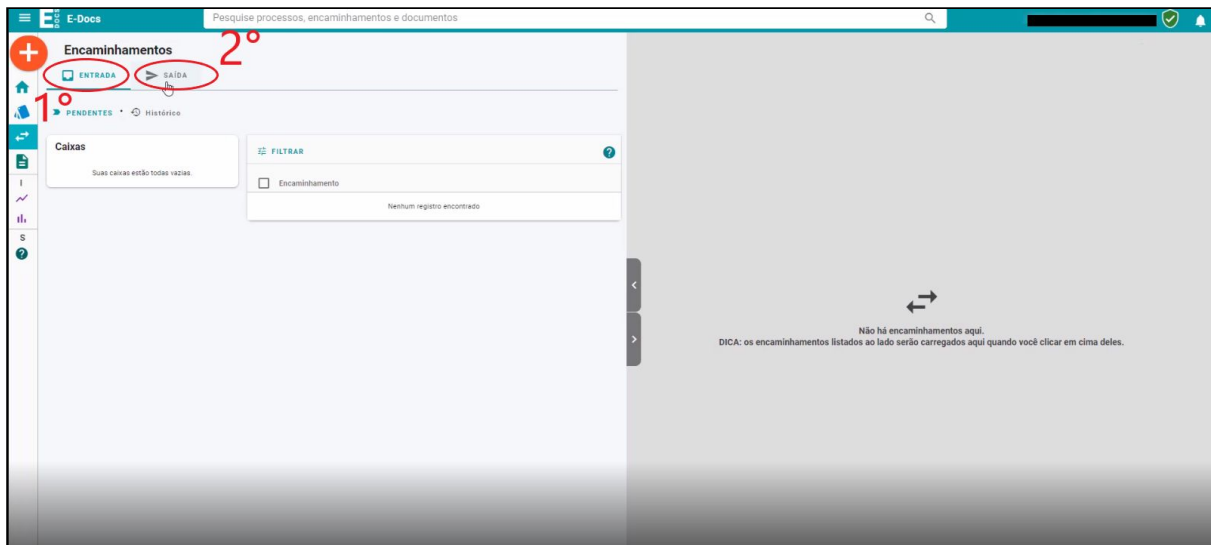 E-Docs
Pesquise processos, encaminhamentos e documentos
Encaminhamentos
2°
ENTRADA
SAÍDA
1°
PENDENTES
Histórico
Caixas
Suas caixas estão todas vazias.
FILTRAR
Encaminhamento
Nenhum registro encontrado
I
S
Não há encaminhamentos aqui.
DICA: os encaminhamentos listados ao lado serão carregados aqui quando você clicar em cima deles.